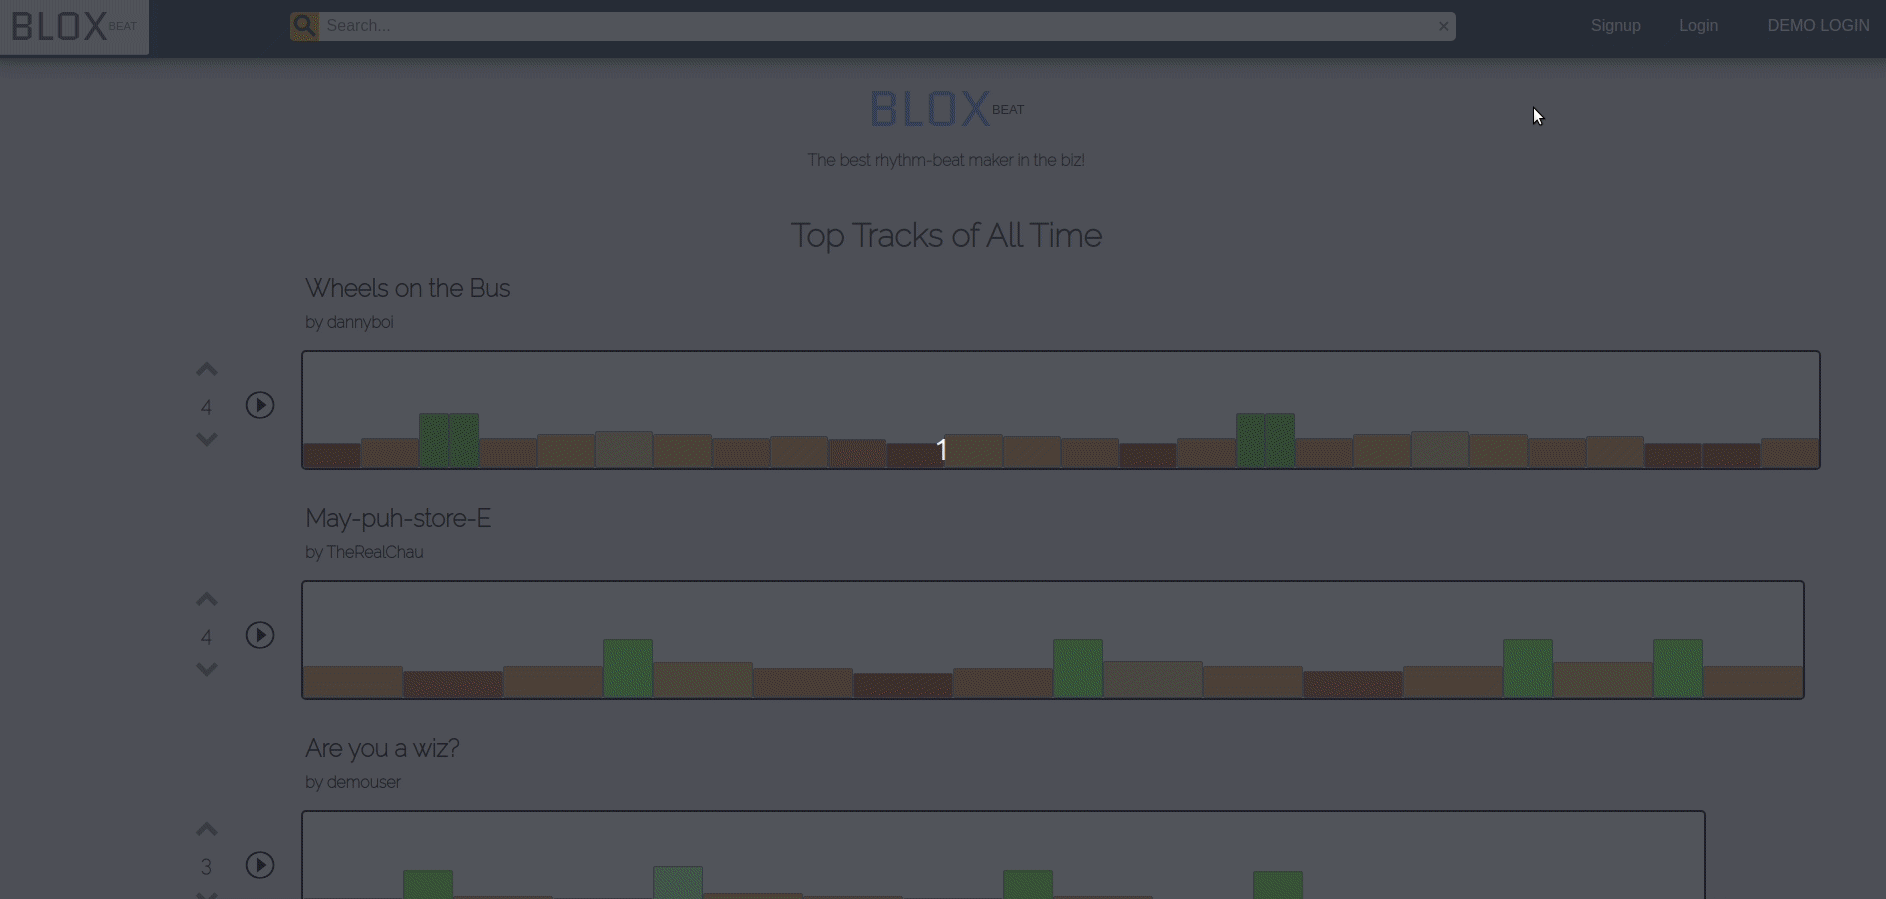 BLOX BEAT
Search...
Signup
Login
DEMO LOGIN
BLOX BEAT
The best rhythm-beat maker in the biz!
Top Tracks of All Time
Wheels on the Bus
by dannyboi
4
1
May-puh-store-E
by TheRealChau
4
Are you a wiz?
by demouser
3